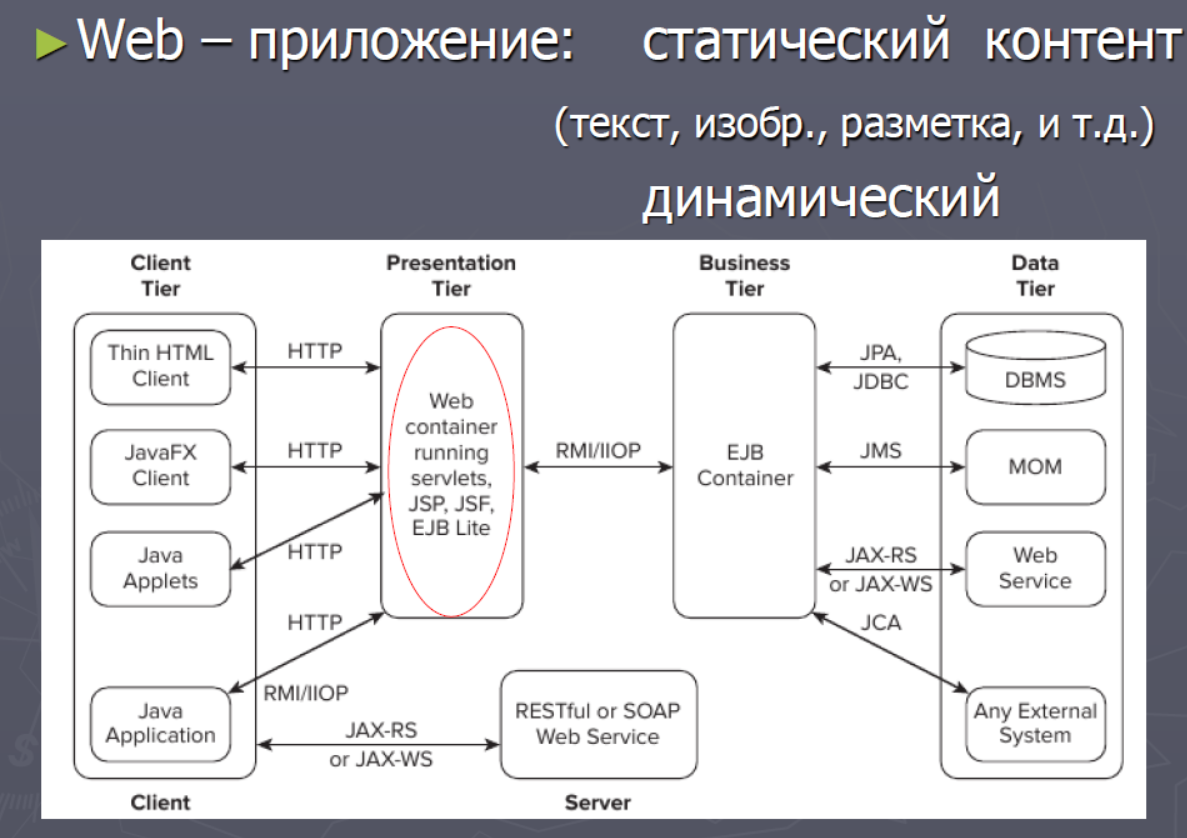 Web – приложение: статический контент
(текст, изобр., разметка, и т.д.)
динамический
Client
Tier
Presentation
Tier
Business
Tier
Data
Tier
Thin HTML
Client
HTTP
JavaFX
Client
HTTP
Java
Applets
HTTP
HTTP
RMI/IIOP
Java
Application
JAX-RS
or JAX-WS
Client
Web
container
running
servlets,
JSP, JSF,
EJB Lite
RMI/IIOP
RESTful or SOAP
Web Service
Server
EJB
Container
JPA,
JDBC
JMS
JAX-RS
or JAX-WS
JCA
DBMS
MOM
Web
Service
Any External
System